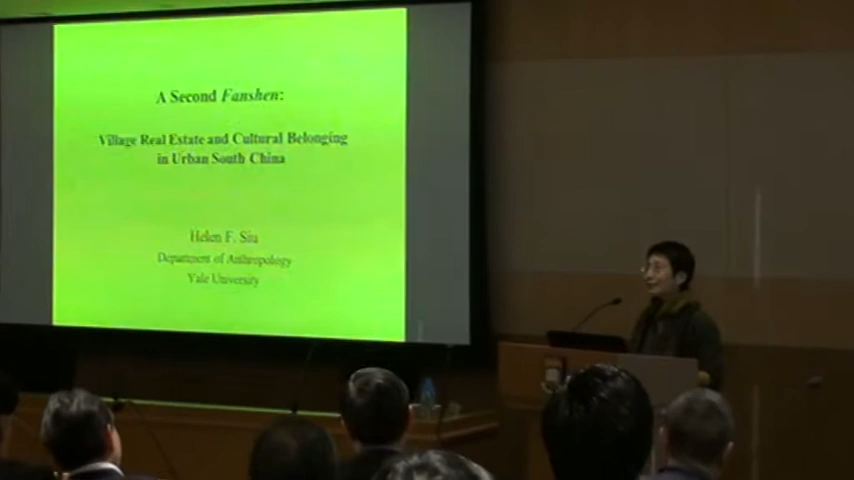 A Second Fanshen:
Village Real Estate and Cultural Belonging
in Urban South China
Helen F. Siu
Department of Anthropology
Yale University